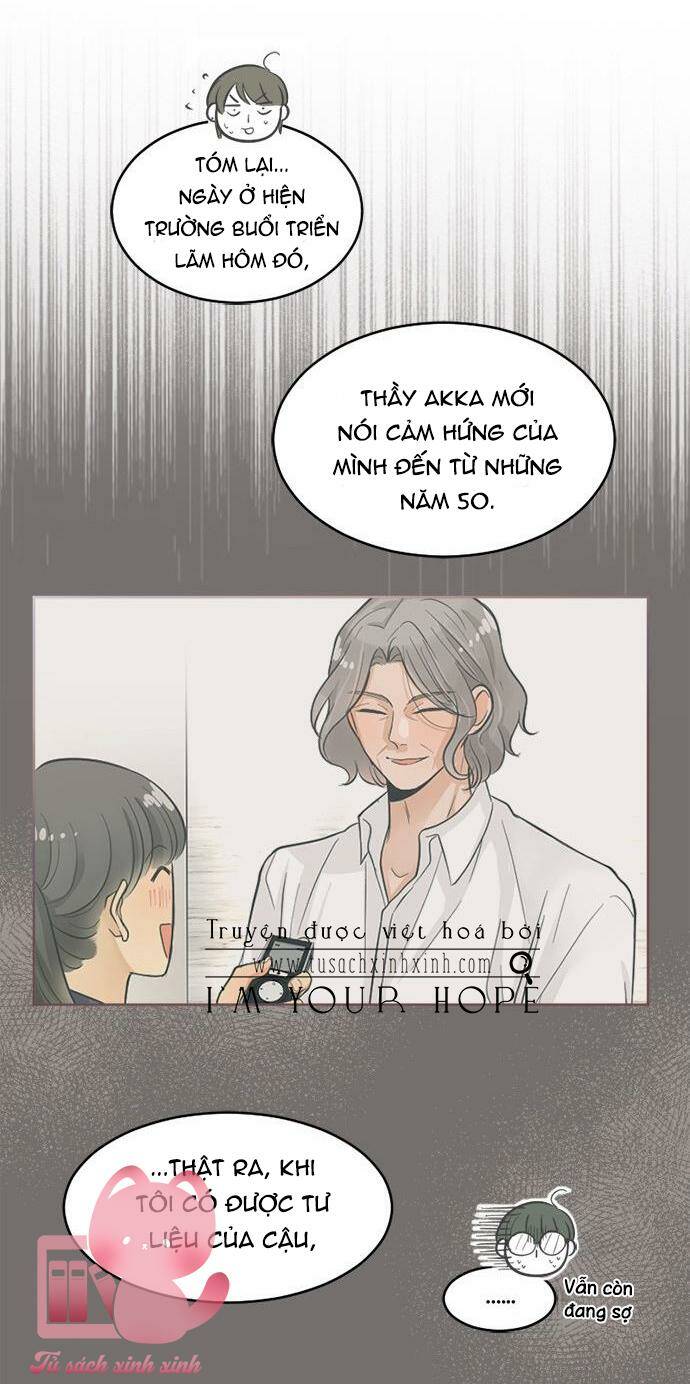 TÓM LẠI...
NGÀY Ở HIỆN
TRƯỜNG BUỔI TRIỂN
LÃM HÔM ĐÓ,
THẦY AKKA MỚI
NÓI CẢM HỨNG CỦA
MÌNH ĐẾN TỪ NHỮNG
NĂM 50.
Truyện được việt hoá bởi
www.tusachxinhxinh.com
I'M YOUR HOPE
...THẬT RA, KHI
TÔI CÓ ĐƯỢC TƯ
LIỆU CỦA CẬU,
......
Vẫn còn
đang sợ
Tủ sách xinh xinh